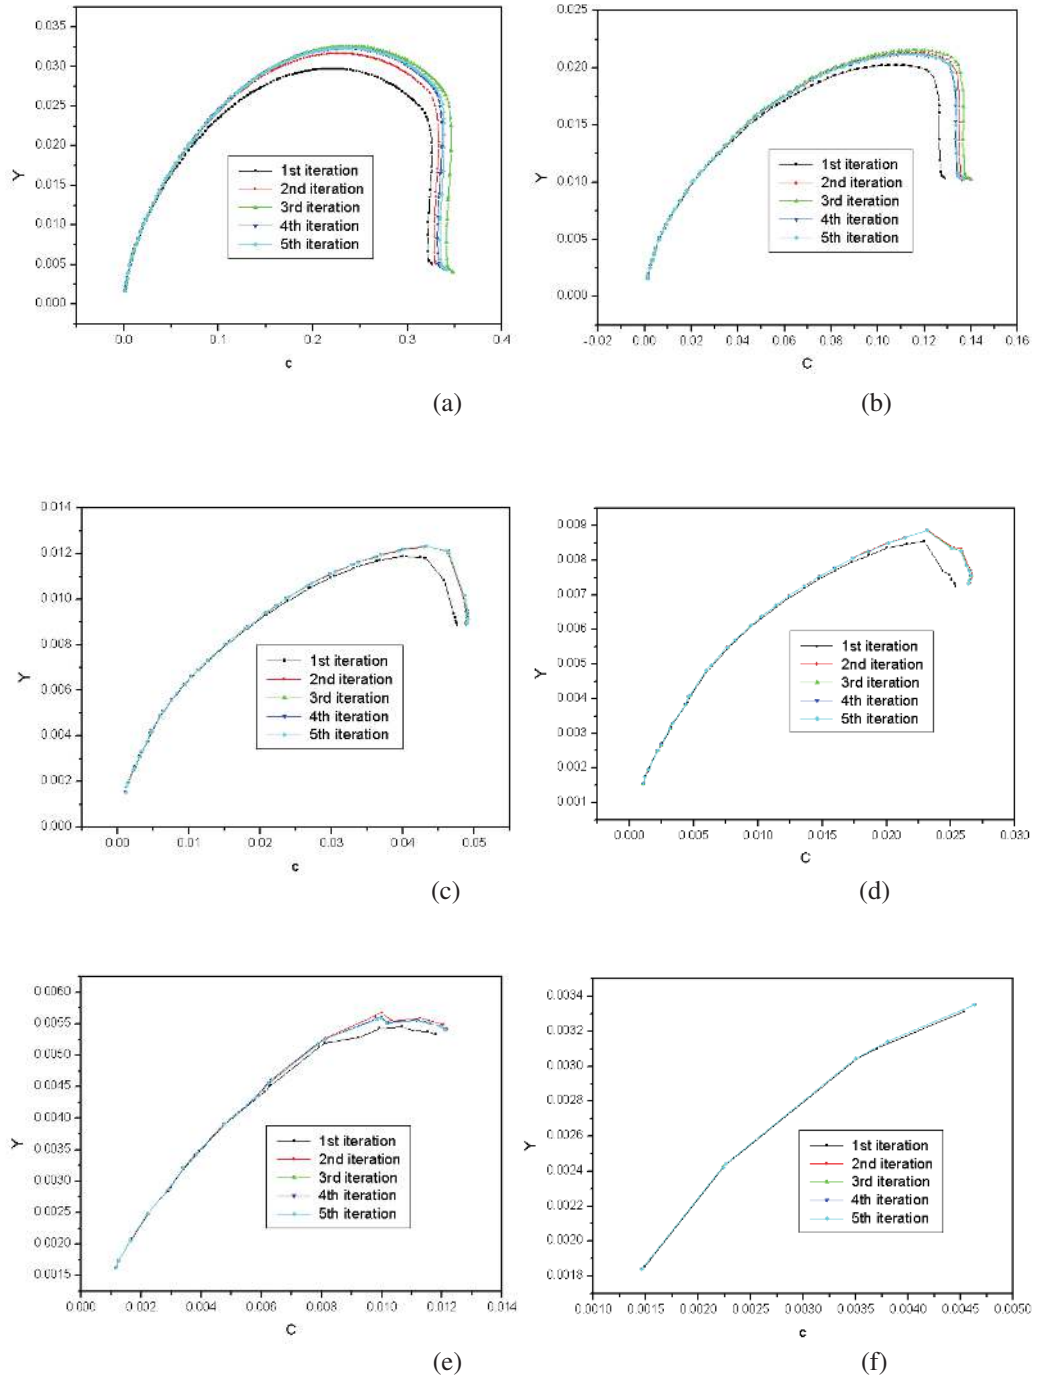 0.035
0.030
0.025
0.020
0.015
0.010
0.005
0.000
Y
1st iteration
2nd iteration
3rd iteration
4th iteration
5th iteration
0.0 0.1 0.2 0.3 0.4
c
(a)
0.025
0.020
0.015
0.010
0.005
0.000
Y
1st iteration
2nd iteration
3rd iteration
4th iteration
5th iteration
-0.02 0.00 0.02 0.04 0.06 0.08 0.10 0.12 0.14 0.16
C
(b)
0.014
0.012
0.010
0.008
0.006
0.004
0.002
0.000
Y
1st iteration
2nd iteration
3rd iteration
4th iteration
5th iteration
0.00 0.01 0.02 0.03 0.04 0.05
c
(c)
0.009
0.008
0.007
0.006
0.005
0.004
0.003
0.002
0.001
Y
1st iteration
2nd iteration
3rd iteration
4th iteration
5th iteration
0.000 0.005 0.010 0.015 0.020 0.025 0.030
C
(d)
0.0060
0.0055
0.0050
0.0045
0.0040
0.0035
0.0030
0.0025
0.0020
0.0015
Y
1st iteration
2nd iteration
3rd iteration
4th iteration
5th iteration
0.000 0.002 0.004 0.006 0.008 0.010 0.012 0.014
C
(e)
0.0034
0.0032
0.0030
0.0028
0.0026
0.0024
0.0022
0.0020
0.0018
Y
1st iteration
2nd iteration
3rd iteration
4th iteration
5th iteration
0.0010 0.0015 0.0020 0.0025 0.0030 0.0035 0.0040 0.0045 0.0050
c
(f)